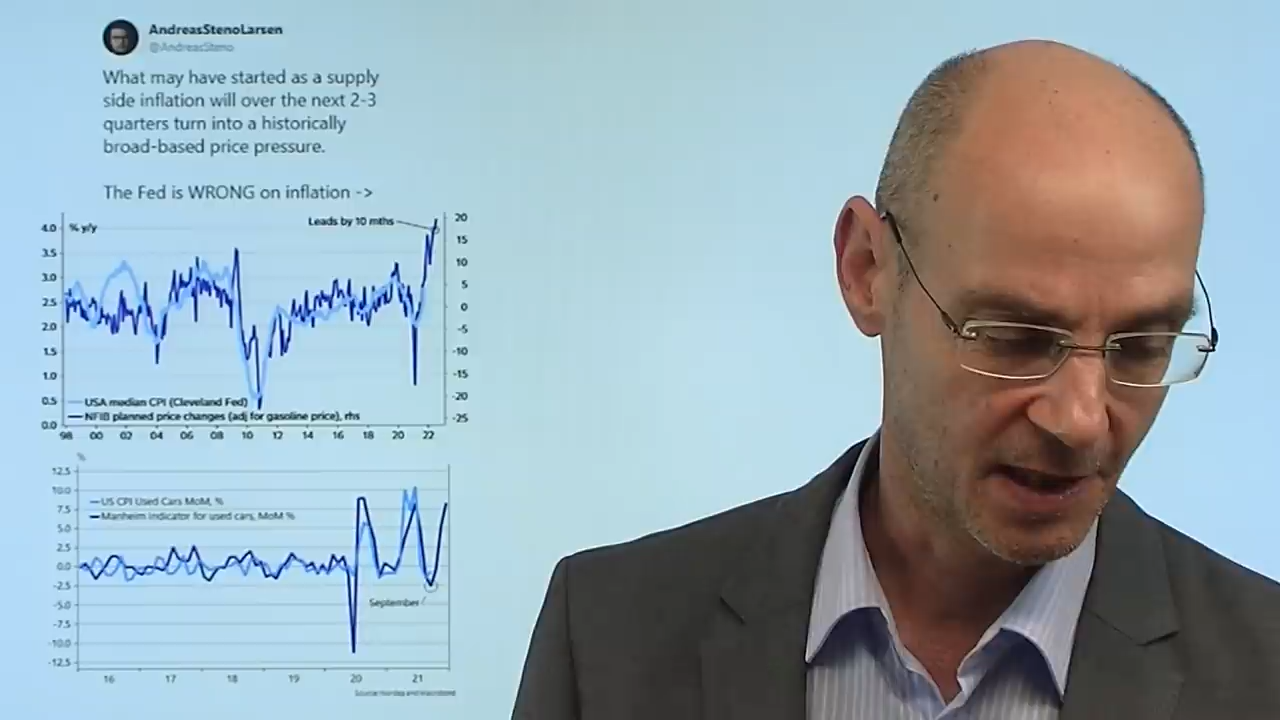 AndreasStenoLarsen
@AndreasSteno
What may have started as a supply
side inflation will over the next 2-3
quarters turn into a historically
broad-based price pressure.
The Fed is WRONG on inflation ->
Leads by 10 mths
% y/y
4.0
3.5
3.0
2.5
2.0
1.5
1.0
0.5
0.0
20
15
10
5
0
-5
-10
-15
-20
-25
USA median CPI (Cleveland Fed)
NFIB planned price changes (adj for gasoline price), rhs
98 00 02 04 06 08 10 12 14 16 18 20 22
%
12.5
10.0
7.5
5.0
2.5
0.0
-2.5
-5.0
-7.5
-10.0
-12.5
US CPI Used Cars MoM, %
Manheim Indicator for used cars, MoM %
September
16 17 18 19 20 21
Source: Nordea and Macrobond